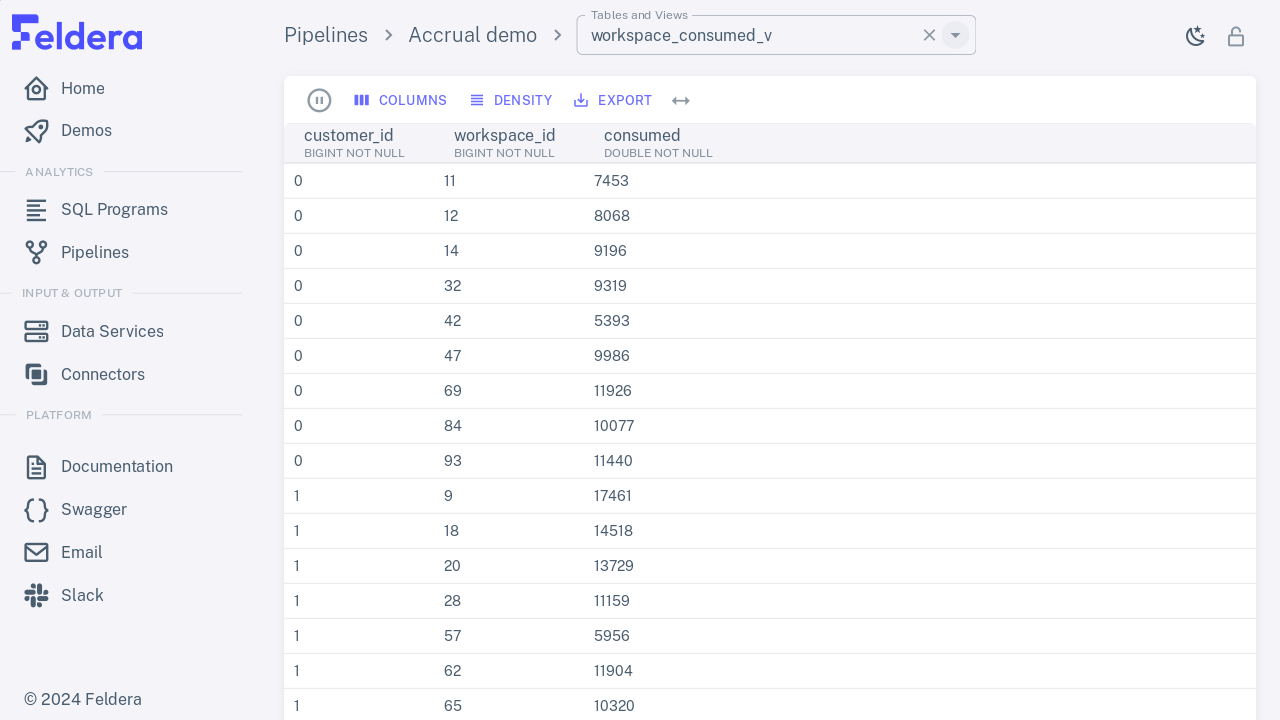 Feldera
Home
Demos
ANALYTICS
SQL Programs
Pipelines
INPUT & OUTPUT
Data Services
Connectors
PLATFORM
Documentation
Swagger
Email
Slack
© 2024 Feldera
Pipelines > Accrual demo >
Tables and Views
workspace_consumed_v
COLUMNS DENSITY EXPORT
customer_id workspace_id consumed
BIGINT NOT NULL BIGINT NOT NULL DOUBLE NOT NULL
0 11 7453
0 12 8068
0 14 9196
0 32 9319
0 42 5393
0 47 9986
0 69 11926
0 84 10077
0 93 11440
1 9 17461
1 18 14518
1 20 13729
1 28 11159
1 57 5956
1 62 11904
1 65 10320